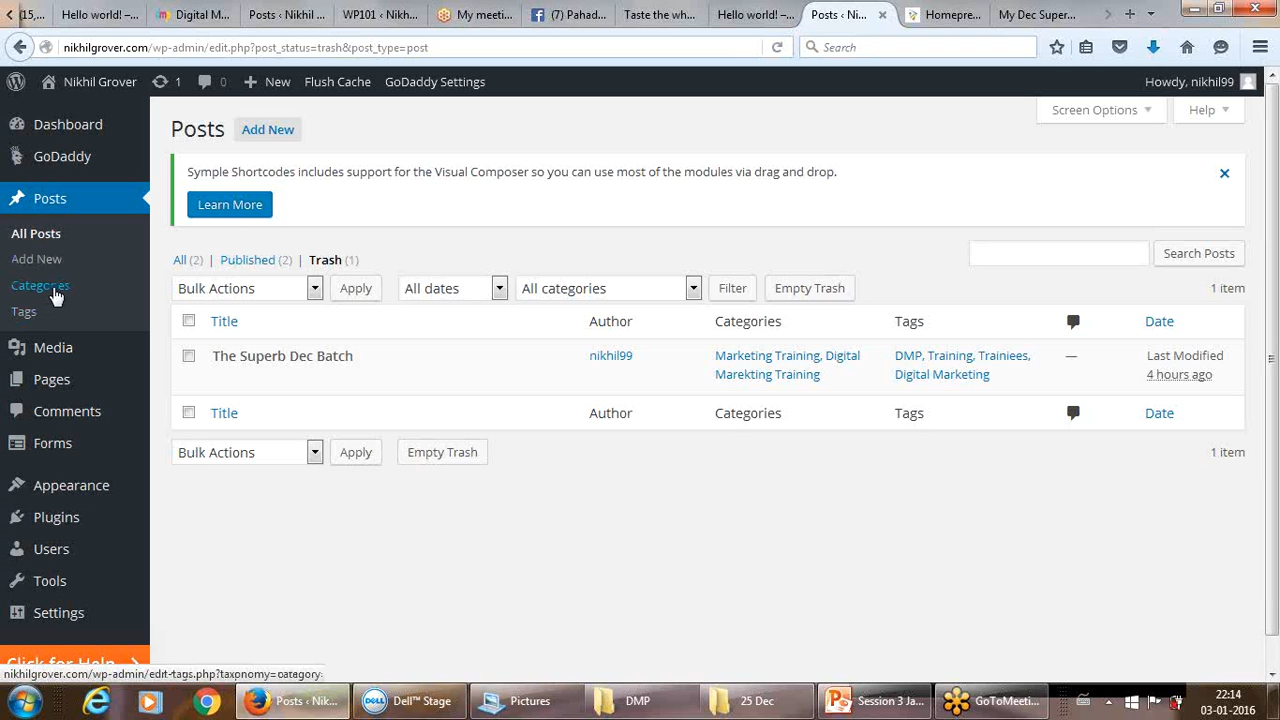 (15,...
Hello world! –...
Digital M...
Posts ‹ Nikhil ...
WP101 ‹ Nikh...
My meeti...
(7) Pahad...
Taste the wh...
Hello world! –...
Posts ‹ Ni...
Homepre...
My Dec Super...
nikhilgrover.com/wp-admin/edit.php?post_status=trash&post_type=post
Search
Nikhil Grover
1
0
New
Flush Cache
GoDaddy Settings
Howdy, nikhil99
Dashboard
GoDaddy
Posts
All Posts
Add New
Categories
Tags
Media
Pages
Comments
Forms
Appearance
Plugins
Users
Tools
Settings
Click for Help
Screen Options
Help
Posts
Add New
Symple Shortcodes includes support for the Visual Composer so you can use most of the modules via drag and drop.
Learn More
All (2) | Published (2) | Trash (1)
Search Posts
Bulk Actions
Apply
All dates
All categories
Filter
Empty Trash
1 item
Title
Author
Categories
Tags
Date
The Superb Dec Batch
nikhil99
Marketing Training, Digital
Marekting Training
DMP, Training, Trainiees,
Digital Marketing
—
Last Modified
4 hours ago
Title
Author
Categories
Tags
Date
Bulk Actions
Apply
Empty Trash
1 item
nikhilgrover.com/wp-admin/edit-tags.php?taxonomy=category
Posts ‹ Nik...
Dell™ Stage
Pictures
DMP
25 Dec
Session 3 Ja...
GoToMeeti...
22:14
03-01-2016